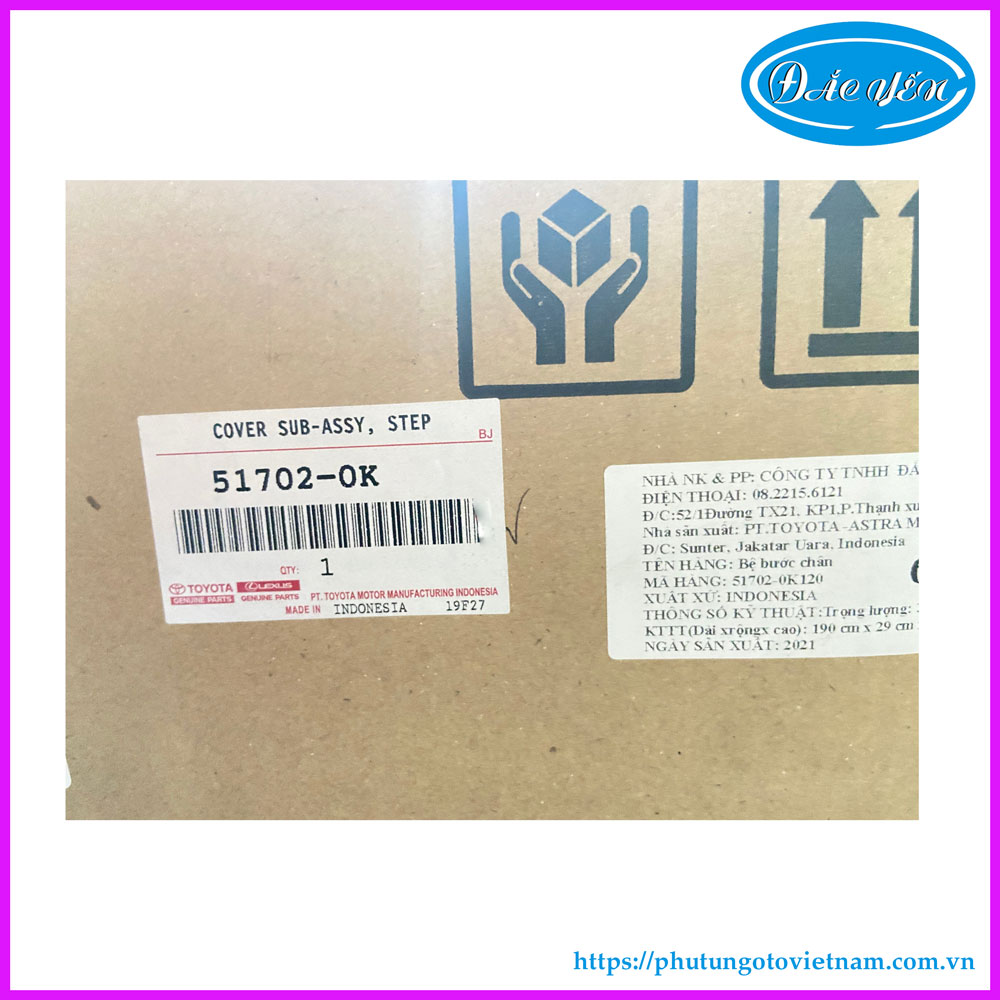 ĐẮC YẾN
COVER SUB-ASSY, STEP
BJ
51702-0K
QTY: 1
TOYOTA
GENUINE PARTS
LEXUS
GENUINE PARTS
PT.TOYOTA MOTOR MANUFACTURING INDONESIA
MADE IN INDONESIA 19F27
NHÀ NK & PP: CÔNG TY TNHH ĐẮ
ĐIỆN THOẠI: 08.2215.6121
Đ/C:52/1Đường TX21, KP1,P.Thạnh xu
Nhà sản xuất: PT.TOYOTA -ASTRA M
Đ/C: Sunter, Jakatar Uara, Indonesia
TÊN HÀNG: Bệ bước chân
MÃ HÀNG: 51702-0K120
XUẤT XỨ: INDONESIA
THÔNG SỐ KỸ THUẬT:Trọng lượng:
KTTT(Dài xrộngx cao): 190 cm x 29 cm
NGÀY SẢN XUẤT: 2021
https://phutungotovietnam.com.vn